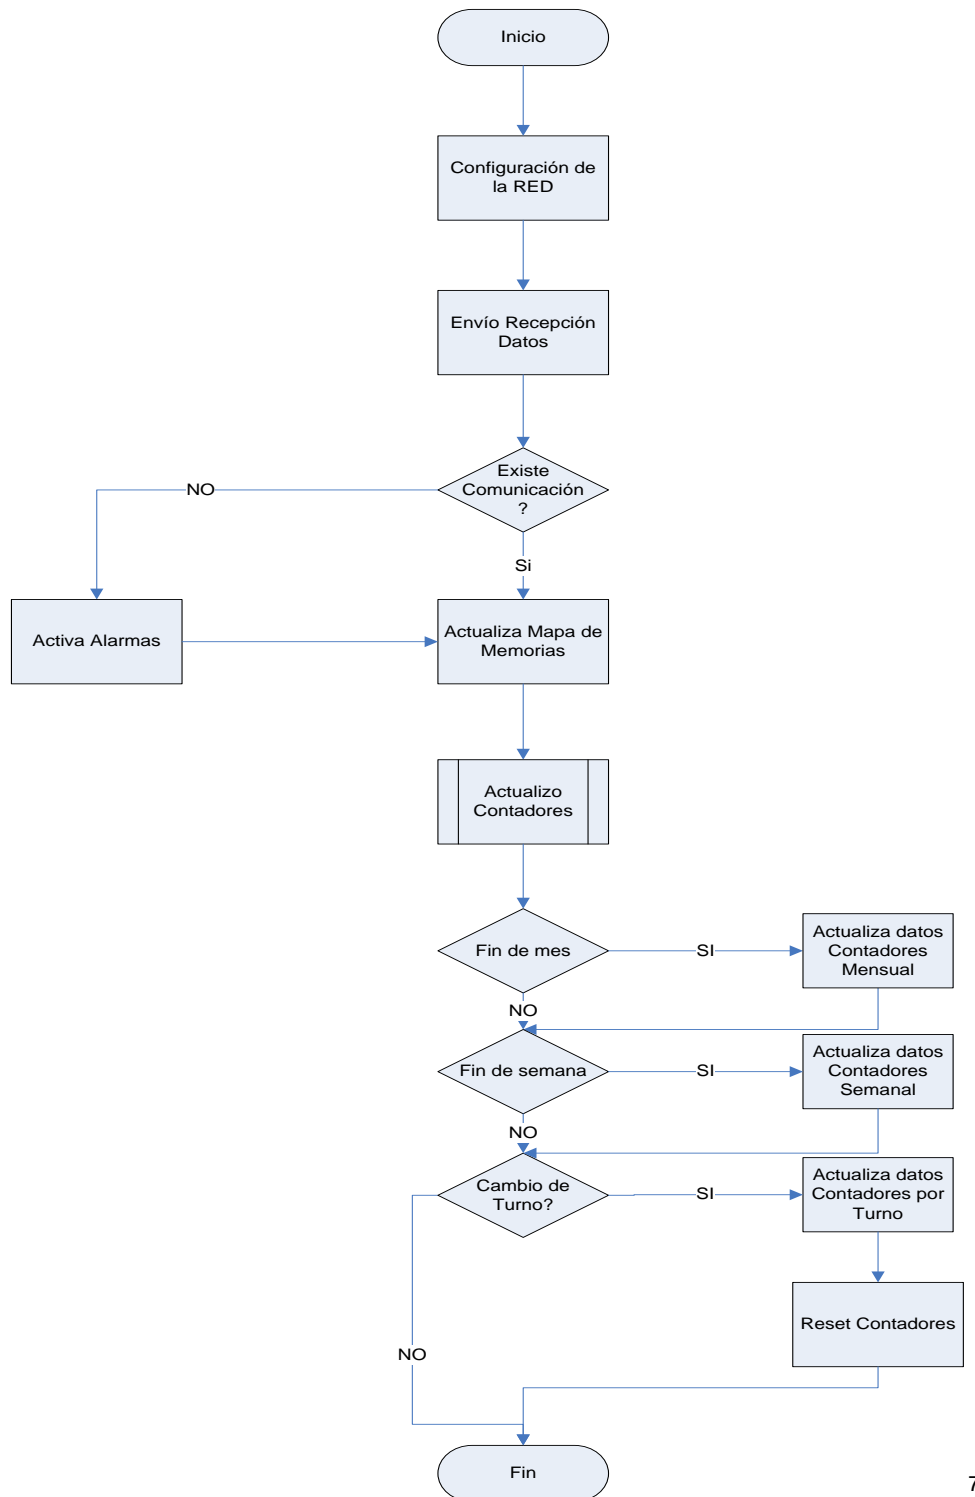 Inicio
Configuración de
la RED
Envío Recepción
Datos
Existe
Comunicación
?
NO
Si
Activa Alarmas
Actualiza Mapa de
Memorias
Actualizo
Contadores
Fin de mes
SI
Actualiza datos
Contadores
Mensual
NO
Fin de semana
SI
Actualiza datos
Contadores
Semanal
NO
Cambio de
Turno?
SI
Actualiza datos
Contadores por
Turno
Reset Contadores
NO
Fin
7